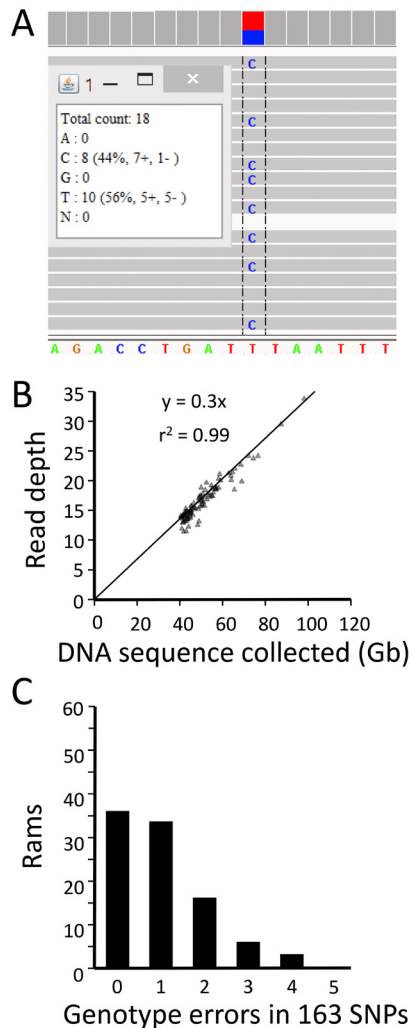 A
C
1
Total count: 18
A : 0
C : 8 (44%, 7+, 1- )
G : 0
T : 10 (56%, 5+, 5- )
N : 0
C
C
C
C
C
C
C
A G A C C T G A T T T A A T T T
B
y = 0.3x
r² = 0.99
Read depth
35
30
25
20
15
10
5
0
0 20 40 60 80 100 120
DNA sequence collected (Gb)
C
Rams
60
50
40
30
20
10
0
0 1 2 3 4 5
Genotype errors in 163 SNPs